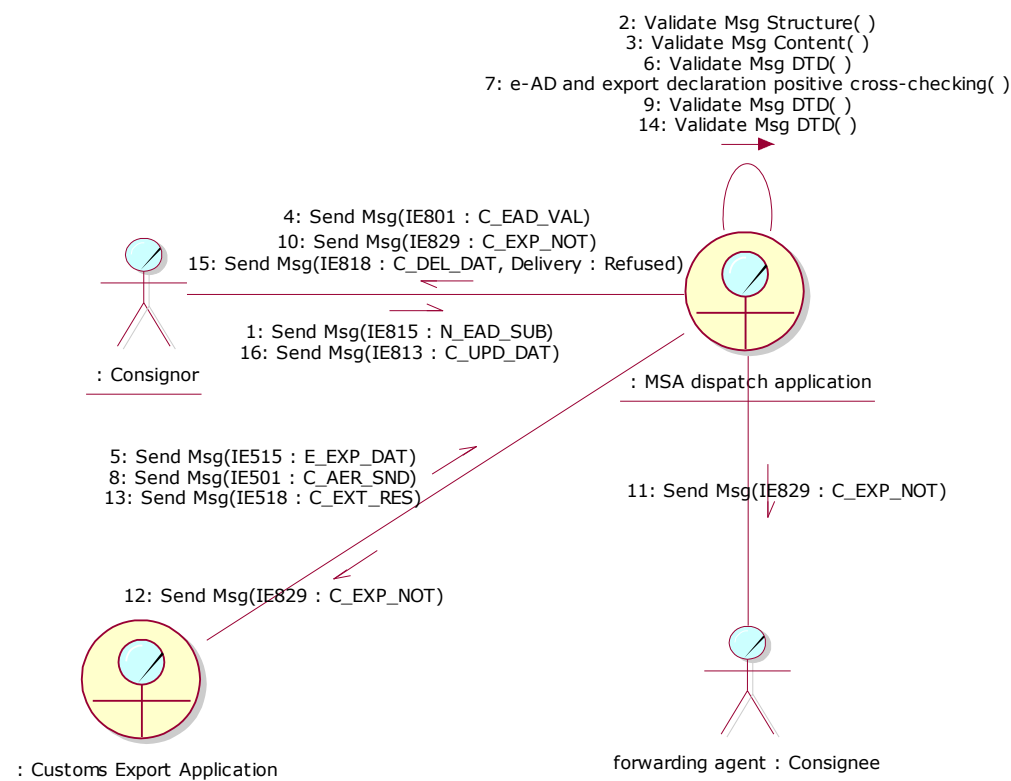 2: Validate Msg Structure( )
3: Validate Msg Content( )
6: Validate Msg DTD( )
7: e-AD and export declaration positive cross-checking( )
9: Validate Msg DTD( )
14: Validate Msg DTD( )
4: Send Msg(IE801 : C_EAD_VAL)
10: Send Msg(IE829 : C_EXP_NOT)
15: Send Msg(IE818 : C_DEL_DAT, Delivery : Refused)
1: Send Msg(IE815 : N_EAD_SUB)
16: Send Msg(IE813 : C_UPD_DAT)
: Consignor
: MSA dispatch application
5: Send Msg(IE515 : E_EXP_DAT)
8: Send Msg(IE501 : C_AER_SND)
13: Send Msg(IE518 : C_EXT_RES)
11: Send Msg(IE829 : C_EXP_NOT)
12: Send Msg(IE829 : C_EXP_NOT)
: Customs Export Application
forwarding agent : Consignee